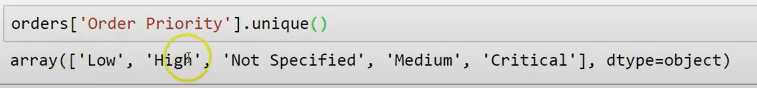 orders['Order Priority'].unique()
array(['Low', 'High', 'Not Specified', 'Medium', 'Critical'], dtype=object)